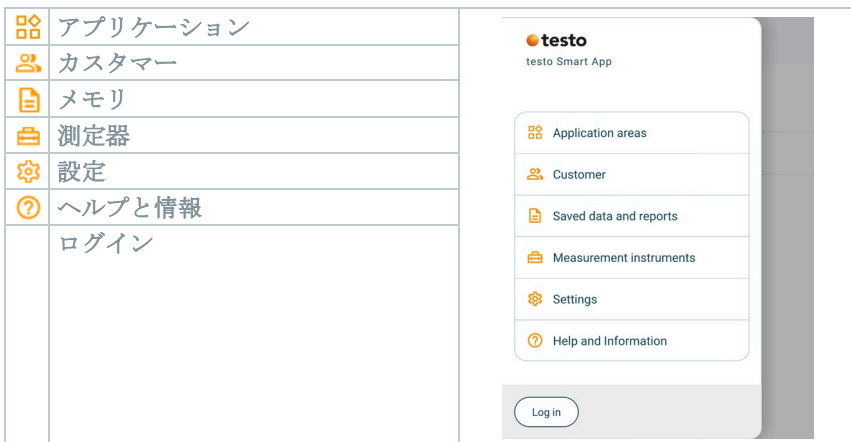 アプリケーション
カスタマー
メモリ
測定器
設定
ヘルプと情報
ログイン
testo
testo Smart App
Application areas
Customer
Saved data and reports
Measurement instruments
Settings
Help and Information
Log in